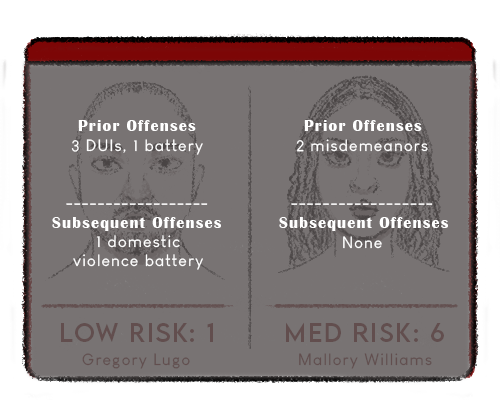 Prior Offenses
3 DUIs, 1 battery
Subsequent Offenses
1 domestic
violence battery
LOW RISK: 1
Gregory Lugo
Prior Offenses
2 misdemeanors
Subsequent Offenses
None
MED RISK: 6
Mallory Williams